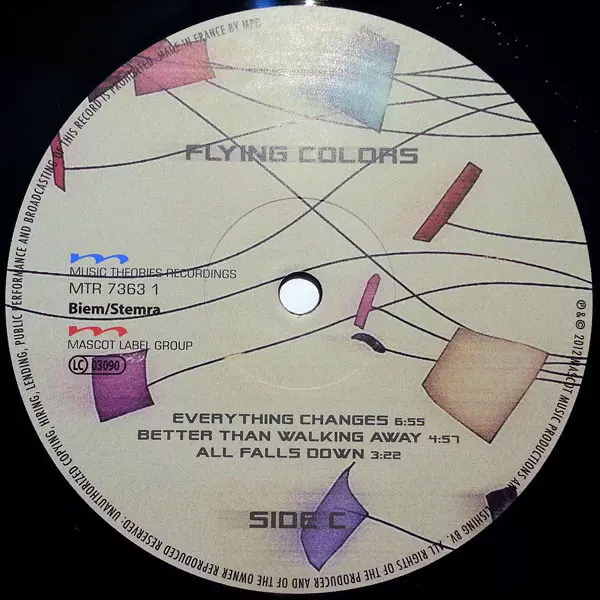 FLYING COLORS
MUSIC THEORIES RECORDINGS
MTR 7363 1
Biem/Stemra
MASCOT LABEL GROUP
LC 03090
EVERYTHING CHANGES 6:55
BETTER THAN WALKING AWAY 4:57
ALL FALLS DOWN 3:22
SIDE C
℗ & © 2012 MASCOT MUSIC PRODUCTIONS AN LISHING BV. ALL RIGHTS OF THE PRODUCER AND OF THE OWNER REPRODUCED RESERVED. UNAUTHORIZED COPYING, HIRING, LENDING, PUBLIC PERFORMANCE AND BROADCASTING OF THIS RECORD IS PROHIBITED. MADE IN FRANCE BY MPO